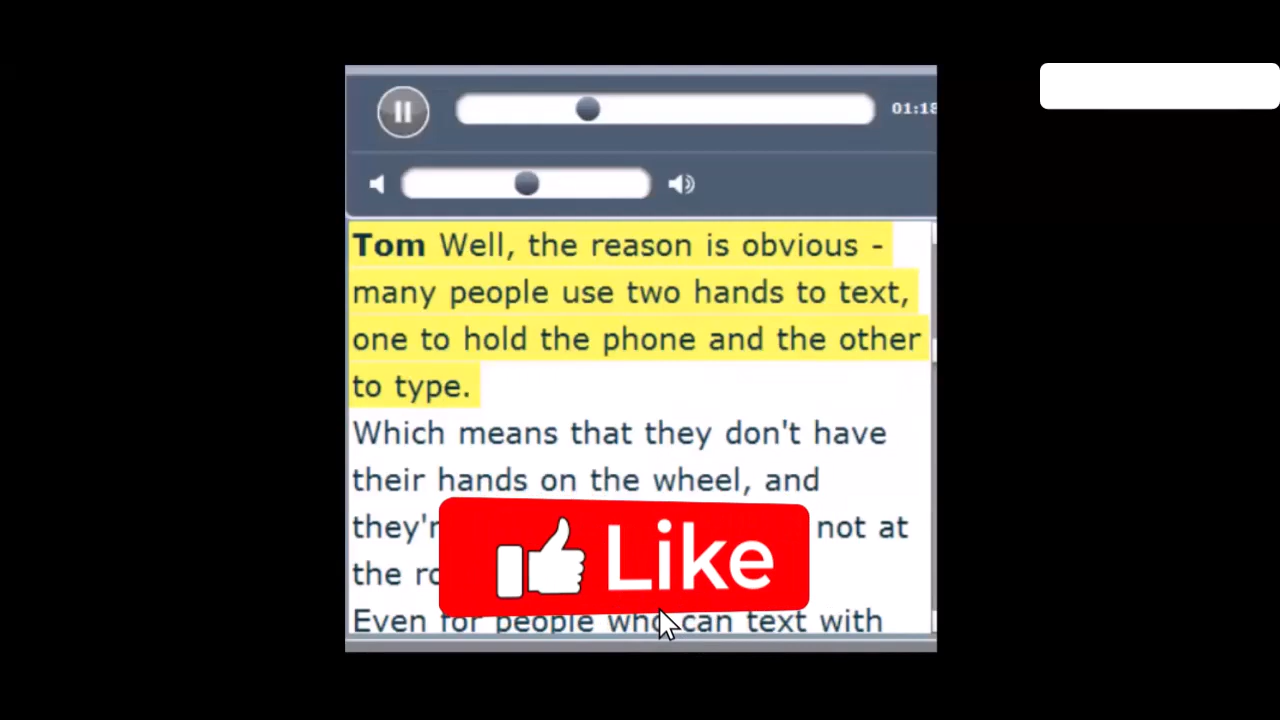 01:18
Tom Well, the reason is obvious -
many people use two hands to text,
one to hold the phone and the other
to type.
Which means that they don't have
their hands on the wheel, and
they'r not at
the ro
Like
Even for people who can text with